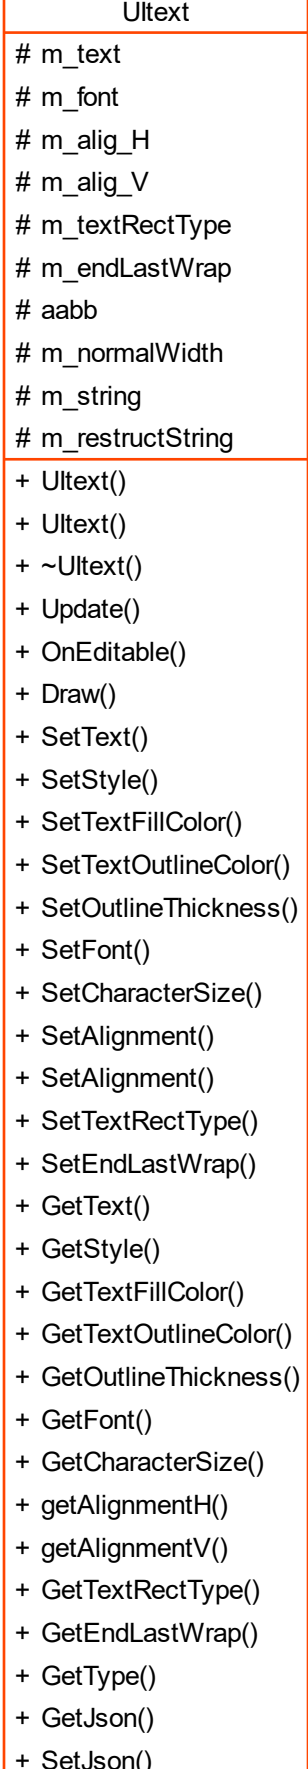 UItext
# m_text
# m_font
# m_alig_H
# m_alig_V
# m_textRectType
# m_endLastWrap
# aabb
# m_normalWidth
# m_string
# m_restructString
+ UItext()
+ UItext()
+ ~UItext()
+ Update()
+ OnEditable()
+ Draw()
+ SetText()
+ SetStyle()
+ SetTextFillColor()
+ SetTextOutlineColor()
+ SetOutlineThickness()
+ SetFont()
+ SetCharacterSize()
+ SetAlignment()
+ SetAlignment()
+ SetTextRectType()
+ SetEndLastWrap()
+ GetText()
+ GetStyle()
+ GetTextFillColor()
+ GetTextOutlineColor()
+ GetOutlineThickness()
+ GetFont()
+ GetCharacterSize()
+ getAlignmentH()
+ getAlignmentV()
+ GetTextRectType()
+ GetEndLastWrap()
+ GetType()
+ GetJson()
+ SetJson()